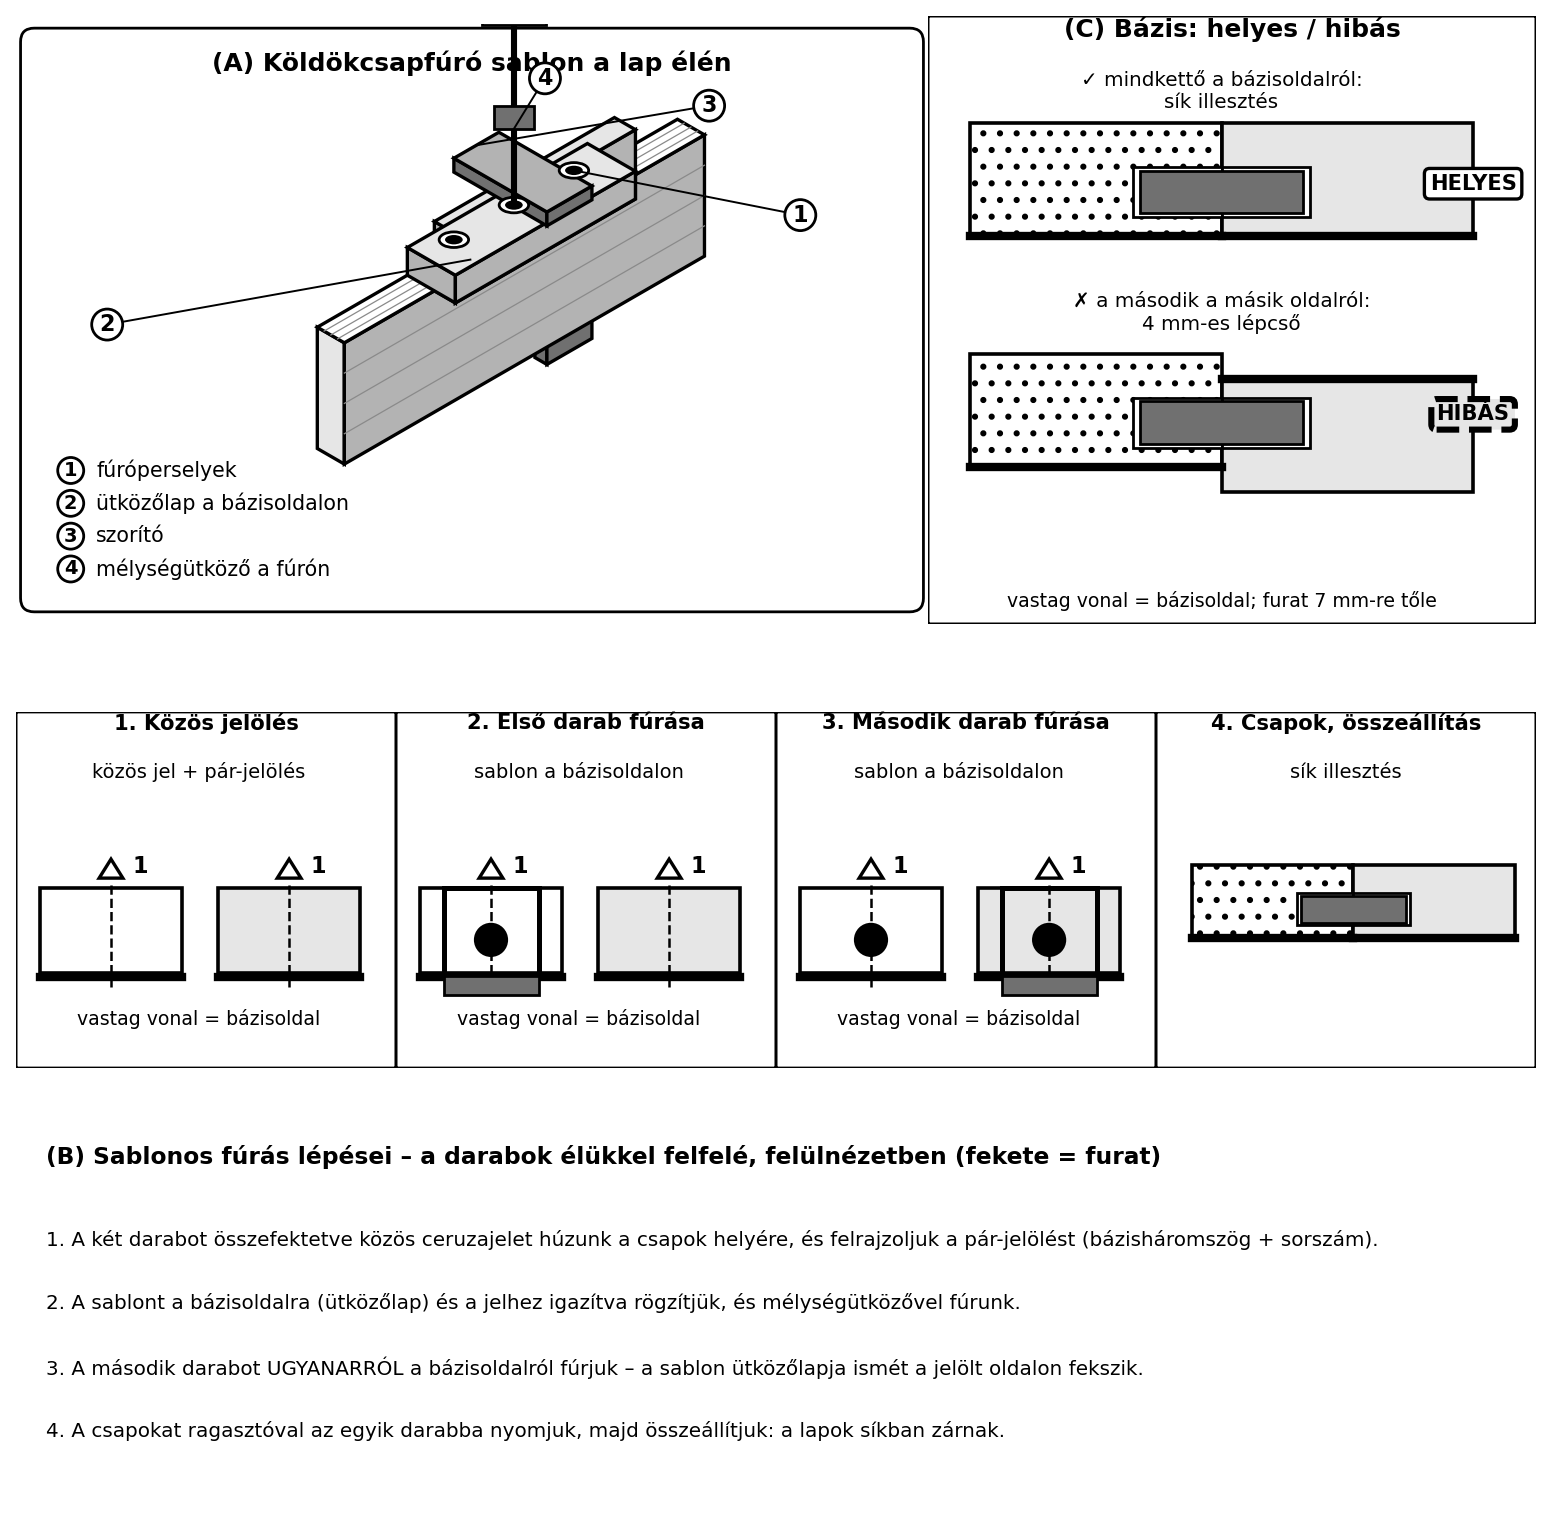 (A) Köldökcsapfúró sablon a lap élén
4
3
1
2
1 fúróperselyek
2 ütközőlap a bázisoldalon
3 szorító
4 mélységütköző a fúrón
(C) Bázis: helyes / hibás
✓ mindkettő a bázisoldalról:
sík illesztés
HELYES
✗ a második a másik oldalról:
4 mm-es lépcső
HIBÁS
vastag vonal = bázisoldal; furat 7 mm-re tőle
1. Közös jelölés
közös jel + pár-jelölés
1
1
vastag vonal = bázisoldal
2. Első darab fúrása
sablon a bázisoldalon
1
1
vastag vonal = bázisoldal
3. Második darab fúrása
sablon a bázisoldalon
1
1
vastag vonal = bázisoldal
4. Csapok, összeállítás
sík illesztés
(B) Sablonos fúrás lépései – a darabok élükkel felfelé, felülnézetben (fekete = furat)
1. A két darabot összefektetve közös ceruzajelet húzunk a csapok helyére, és felrajzoljuk a pár-jelölést (bázisháromszög + sorszám).
2. A sablont a bázisoldalra (ütközőlap) és a jelhez igazítva rögzítjük, és mélységütközővel fúrunk.
3. A második darabot UGYANARRÓL a bázisoldalról fúrjuk – a sablon ütközőlapja ismét a jelölt oldalon fekszik.
4. A csapokat ragasztóval az egyik darabba nyomjuk, majd összeállítjuk: a lapok síkban zárnak.